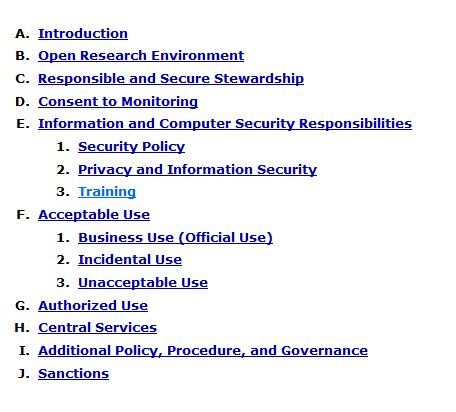 A. Introduction
B. Open Research Environment
C. Responsible and Secure Stewardship
D. Consent to Monitoring
E. Information and Computer Security Responsibilities
1. Security Policy
2. Privacy and Information Security
3. Training
F. Acceptable Use
1. Business Use (Official Use)
2. Incidental Use
3. Unacceptable Use
G. Authorized Use
H. Central Services
I. Additional Policy, Procedure, and Governance
J. Sanctions